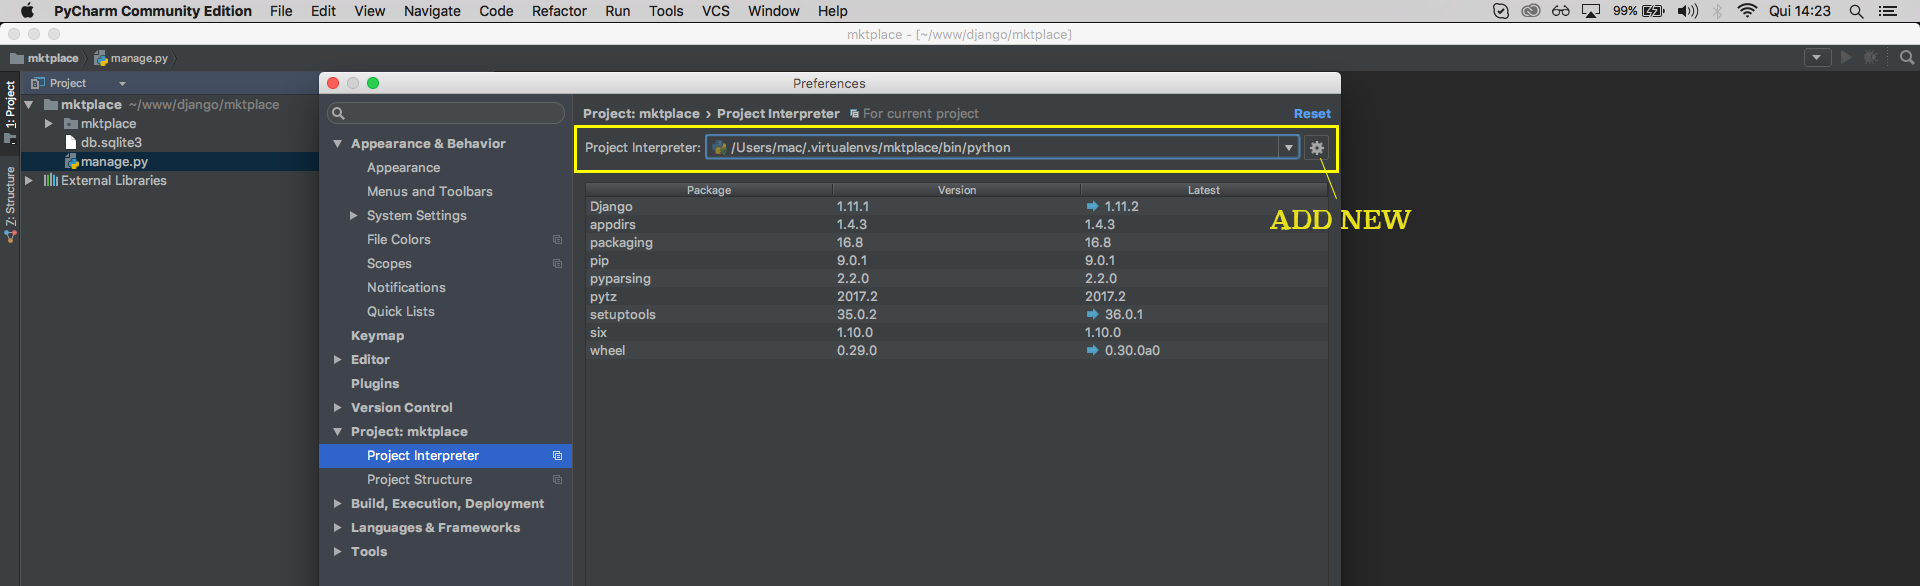 PyCharm Community Edition File Edit View Navigate Code Refactor Run Tools VCS Window Help 99% Qui 14:23
mktplace - [~/www/django/mktplace]
mktplace manage.py
1: Project
Z: Structure
Project
mktplace ~/www/django/mktplace
mktplace
db.sqlite3
manage.py
External Libraries
Preferences
Appearance & Behavior
Appearance
Menus and Toolbars
System Settings
File Colors
Scopes
Notifications
Quick Lists
Keymap
Editor
Plugins
Version Control
Project: mktplace
Project Interpreter
Project Structure
Build, Execution, Deployment
Languages & Frameworks
Tools
Project: mktplace › Project Interpreter For current project Reset
Project Interpreter: /Users/mac/.virtualenvs/mktplace/bin/python
Package Version Latest
Django 1.11.1 1.11.2
appdirs 1.4.3 1.4.3
packaging 16.8 16.8
pip 9.0.1 9.0.1
pyparsing 2.2.0 2.2.0
pytz 2017.2 2017.2
setuptools 35.0.2 36.0.1
six 1.10.0 1.10.0
wheel 0.29.0 0.30.0a0
ADD NEW